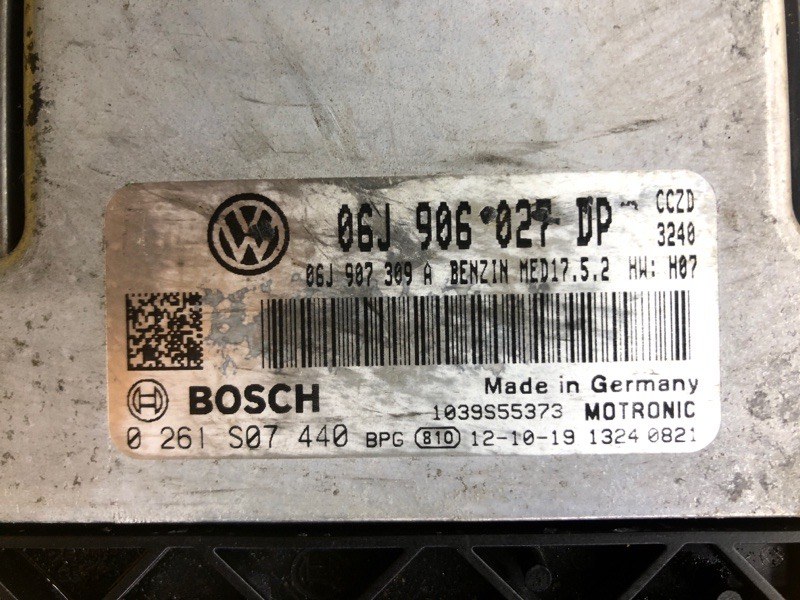 06J 906 027 DP CCZD
3240
06J 907 309 A BENZIN MED17.5.2 HW: H07
BOSCH Made in Germany
1039S55373 MOTRONIC
0 261 S07 440 BPG 810 12-10-19 1324 0821